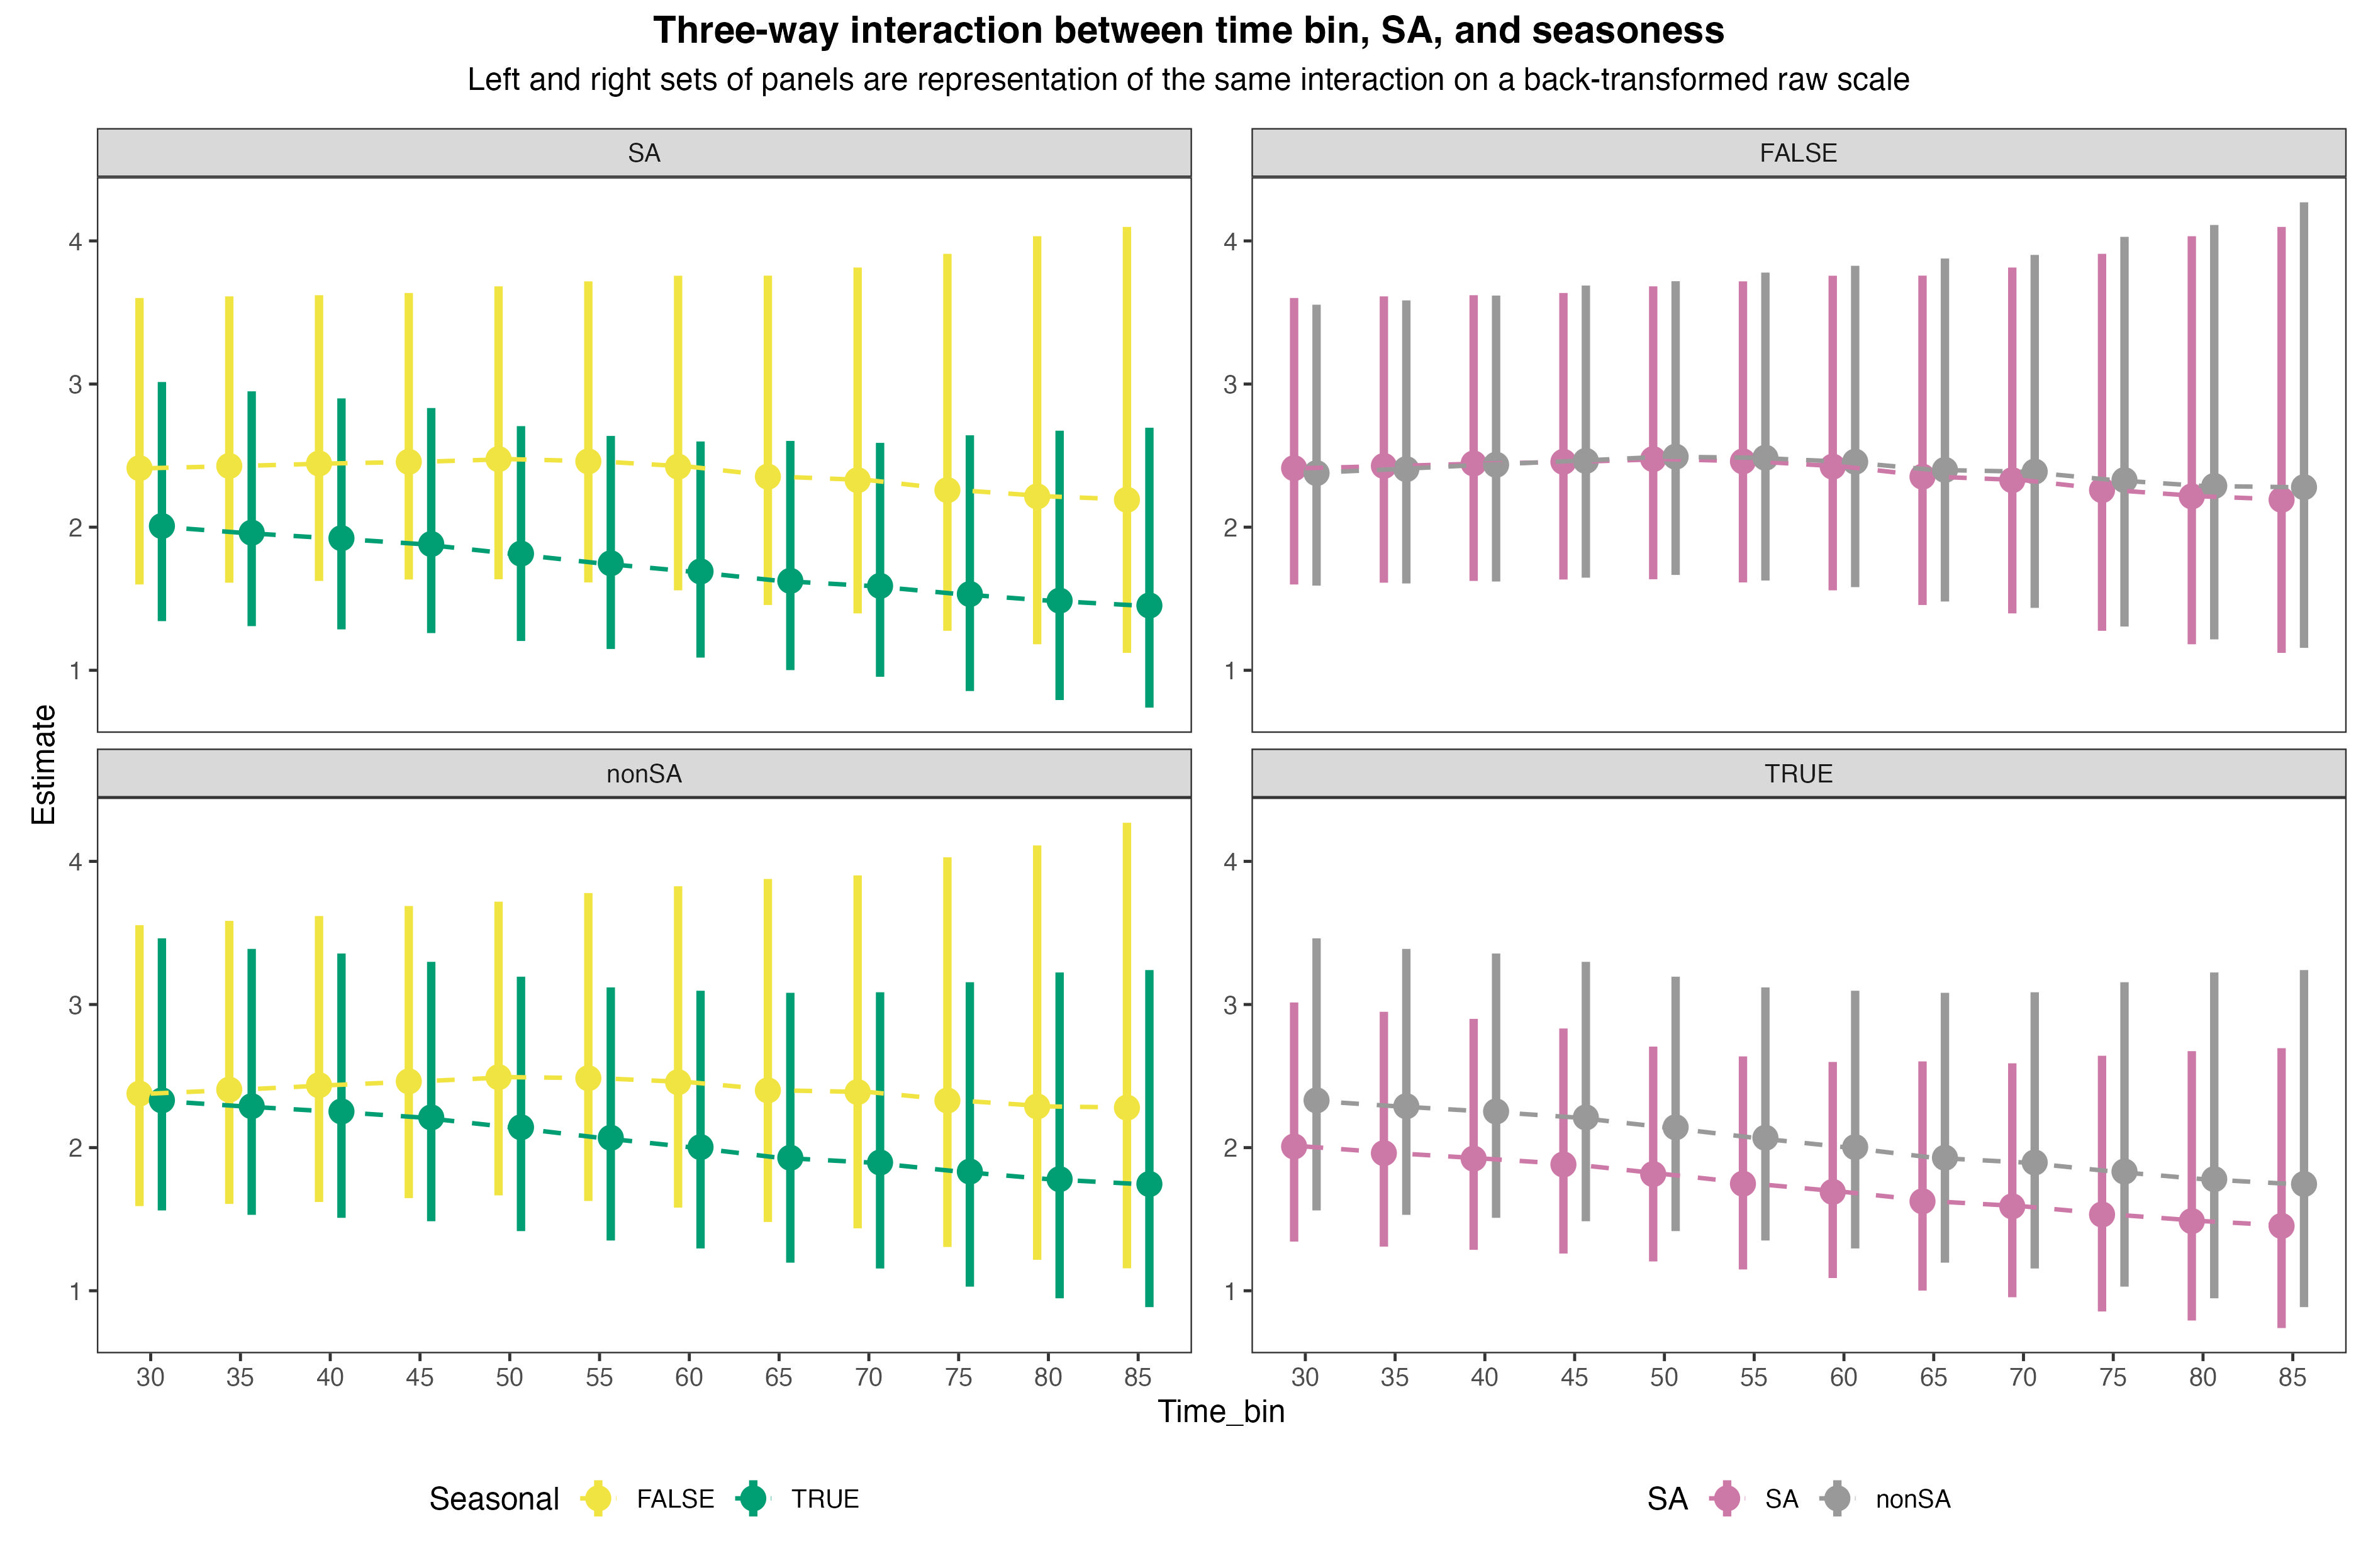 Three-way interaction between time bin, SA, and seasoness
Left and right sets of panels are representation of the same interaction on a back-transformed raw scale
SA
FALSE
4
3
2
1
4
3
2
1
nonSA
TRUE
4
3
2
1
4
3
2
1
Estimate
30 35 40 45 50 55 60 65 70 75 80 85
30 35 40 45 50 55 60 65 70 75 80 85
Time_bin
Seasonal FALSE TRUE
SA SA nonSA